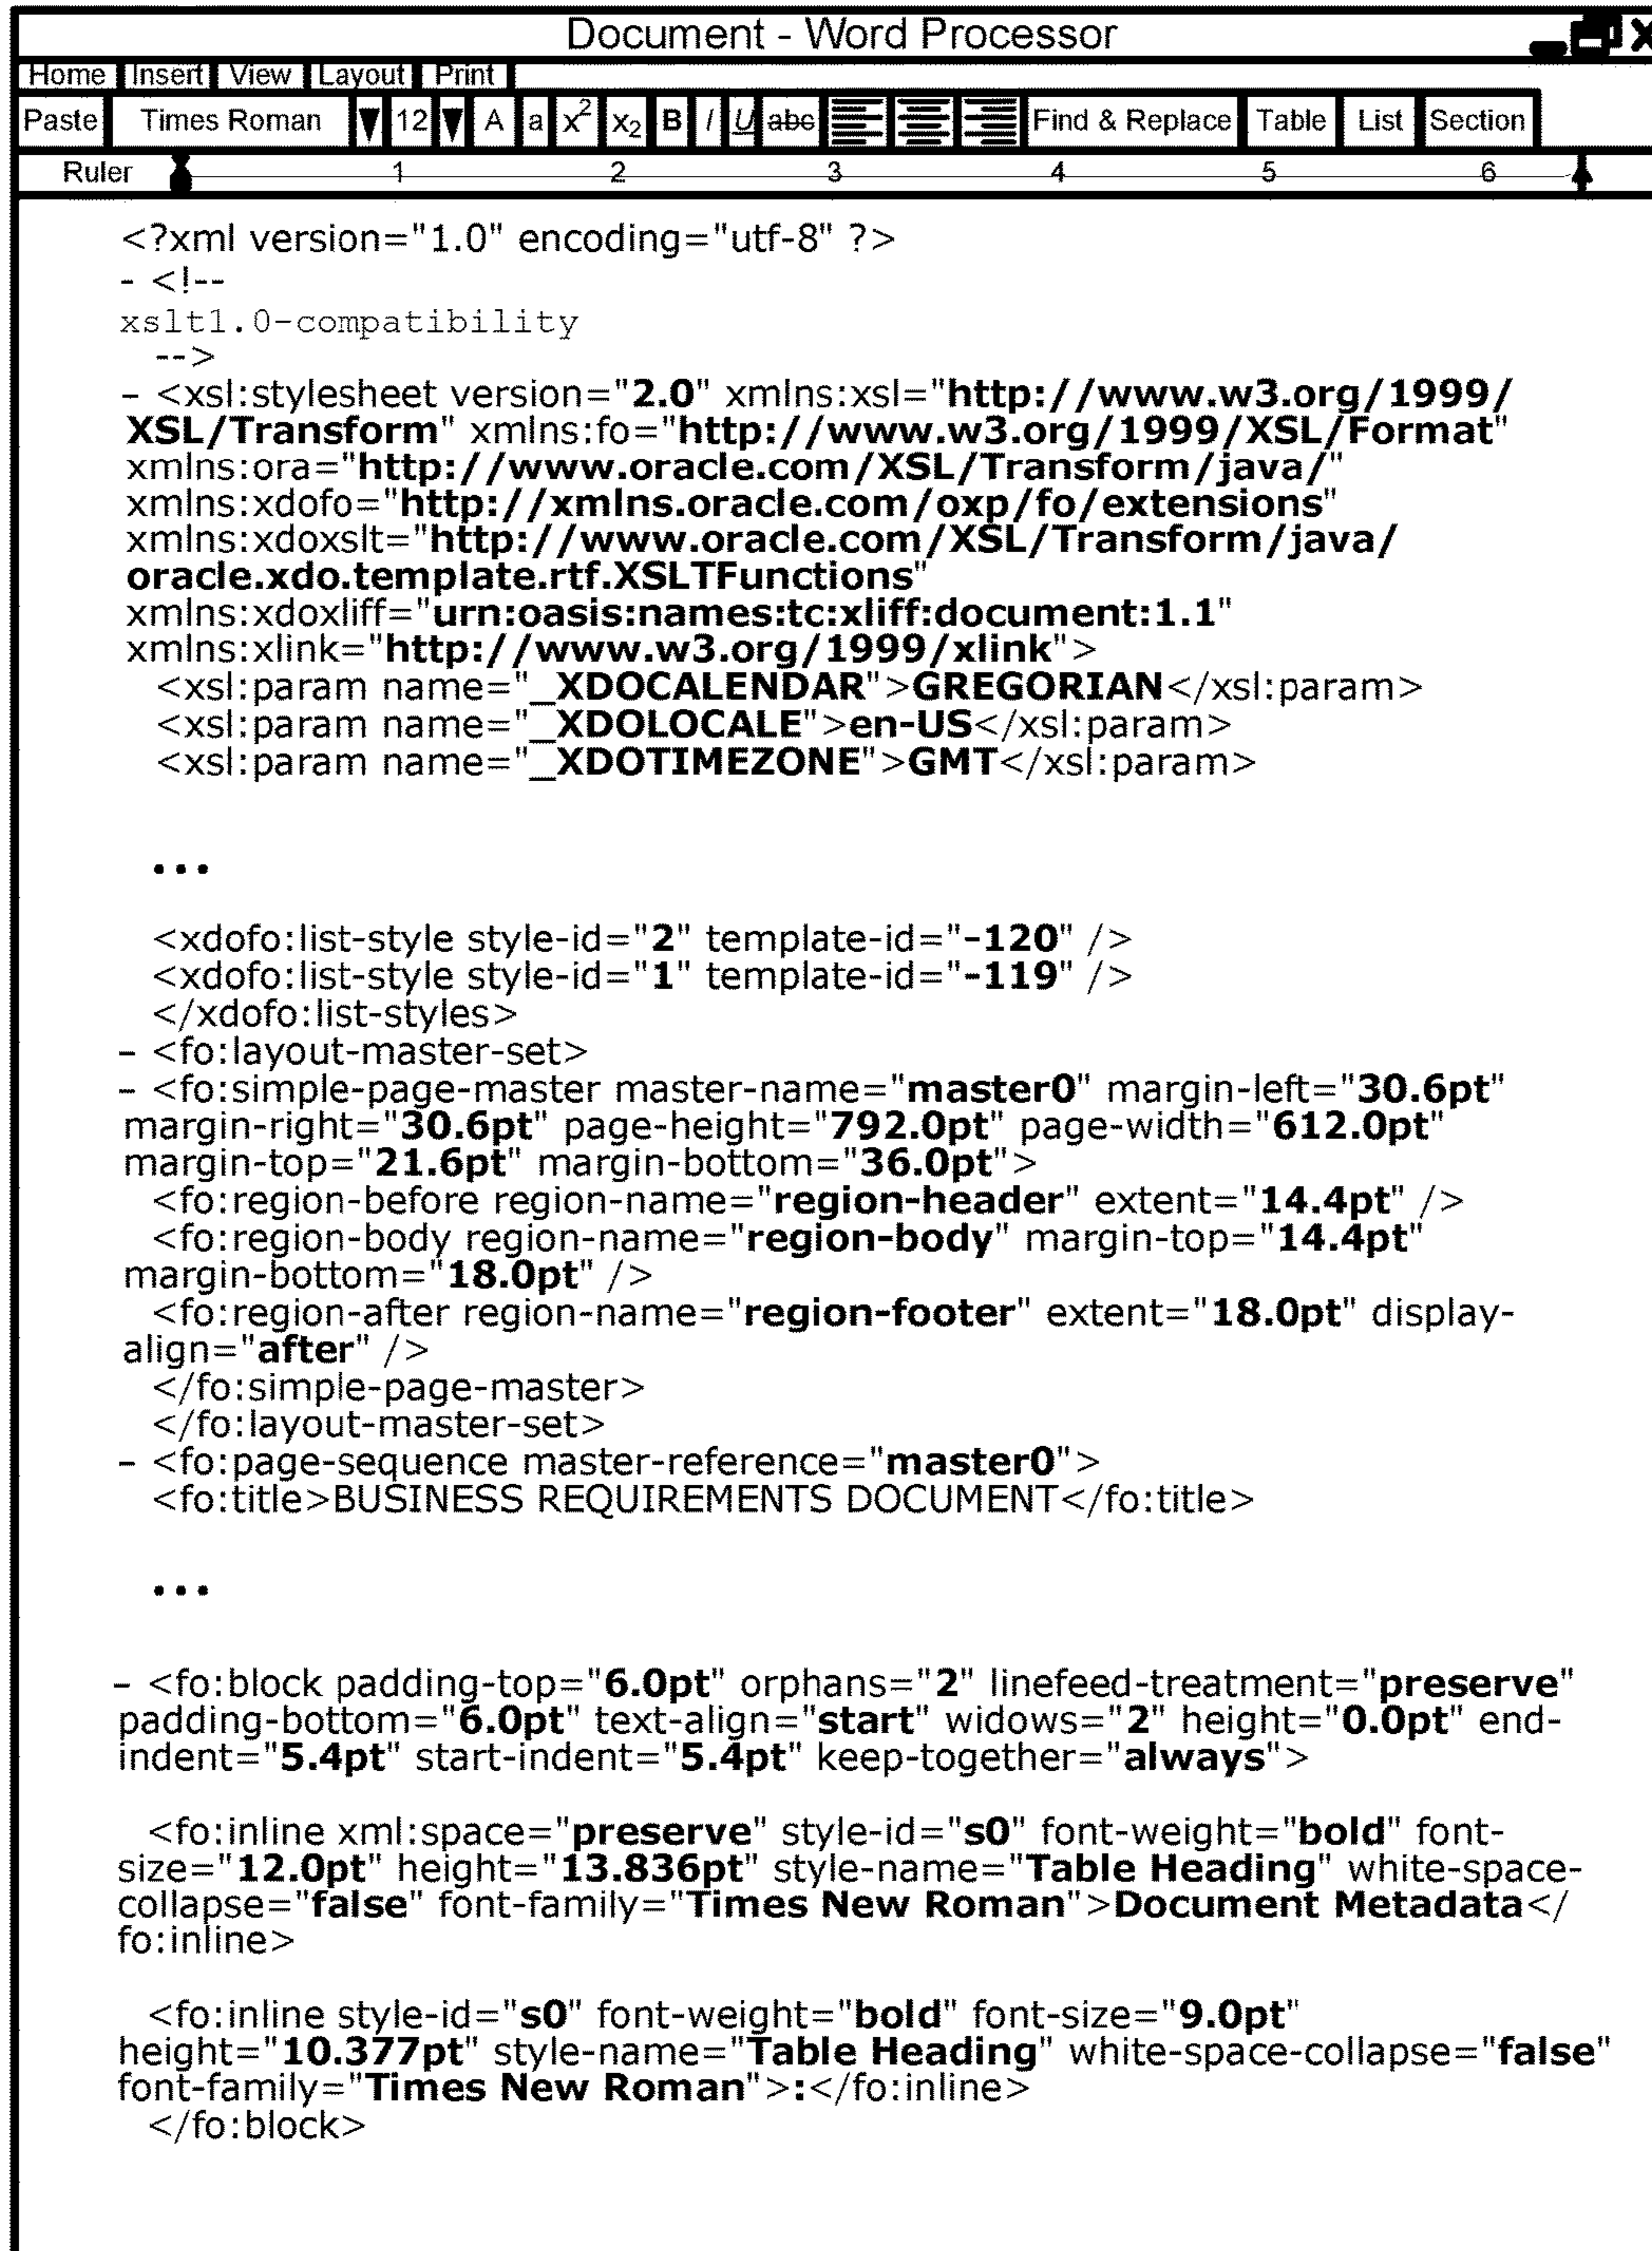 Document - Word Processor
Home Insert View Layout Print
Paste Times Roman 12 A a x2 x2 B I U abc Find & Replace Table List Section
Ruler 1 2 3 4 5 6
<?xml version="1.0" encoding="utf-8" ?>
- <!--
xslt1.0-compatibility
-->
- <xsl:stylesheet version="2.0" xmlns:xsl="http://www.w3.org/1999/
XSL/Transform" xmlns:fo="http://www.w3.org/1999/XSL/Format"
xmlns:ora="http://www.oracle.com/XSL/Transform/java/"
xmlns:xdofo="http://xmlns.oracle.com/oxp/fo/extensions"
xmlns:xdoxslt="http://www.oracle.com/XSL/Transform/java/
oracle.xdo.template.rtf.XSLTFunctions"
xmlns:xdoxliff="urn:oasis:names:tc:xliff:document:1.1"
xmlns:xlink="http://www.w3.org/1999/xlink">
<xsl:param name="_XDOCALENDAR">GREGORIAN</xsl:param>
<xsl:param name="_XDOLOCALE">en-US</xsl:param>
<xsl:param name="_XDOTIMEZONE">GMT</xsl:param>
...
<xdofo:list-style style-id="2" template-id="-120" />
<xdofo:list-style style-id="1" template-id="-119" />
</xdofo:list-styles>
- <fo:layout-master-set>
- <fo:simple-page-master master-name="master0" margin-left="30.6pt"
margin-right="30.6pt" page-height="792.0pt" page-width="612.0pt"
margin-top="21.6pt" margin-bottom="36.0pt">
<fo:region-before region-name="region-header" extent="14.4pt" />
<fo:region-body region-name="region-body" margin-top="14.4pt"
margin-bottom="18.0pt" />
<fo:region-after region-name="region-footer" extent="18.0pt" display-
align="after" />
</fo:simple-page-master>
</fo:layout-master-set>
- <fo:page-sequence master-reference="master0">
<fo:title>BUSINESS REQUIREMENTS DOCUMENT</fo:title>
...
- <fo:block padding-top="6.0pt" orphans="2" linefeed-treatment="preserve"
padding-bottom="6.0pt" text-align="start" widows="2" height="0.0pt" end-
indent="5.4pt" start-indent="5.4pt" keep-together="always">
<fo:inline xml:space="preserve" style-id="s0" font-weight="bold" font-
size="12.0pt" height="13.836pt" style-name="Table Heading" white-space-
collapse="false" font-family="Times New Roman">Document Metadata</
fo:inline>
<fo:inline style-id="s0" font-weight="bold" font-size="9.0pt"
height="10.377pt" style-name="Table Heading" white-space-collapse="false"
font-family="Times New Roman">:</fo:inline>
</fo:block>